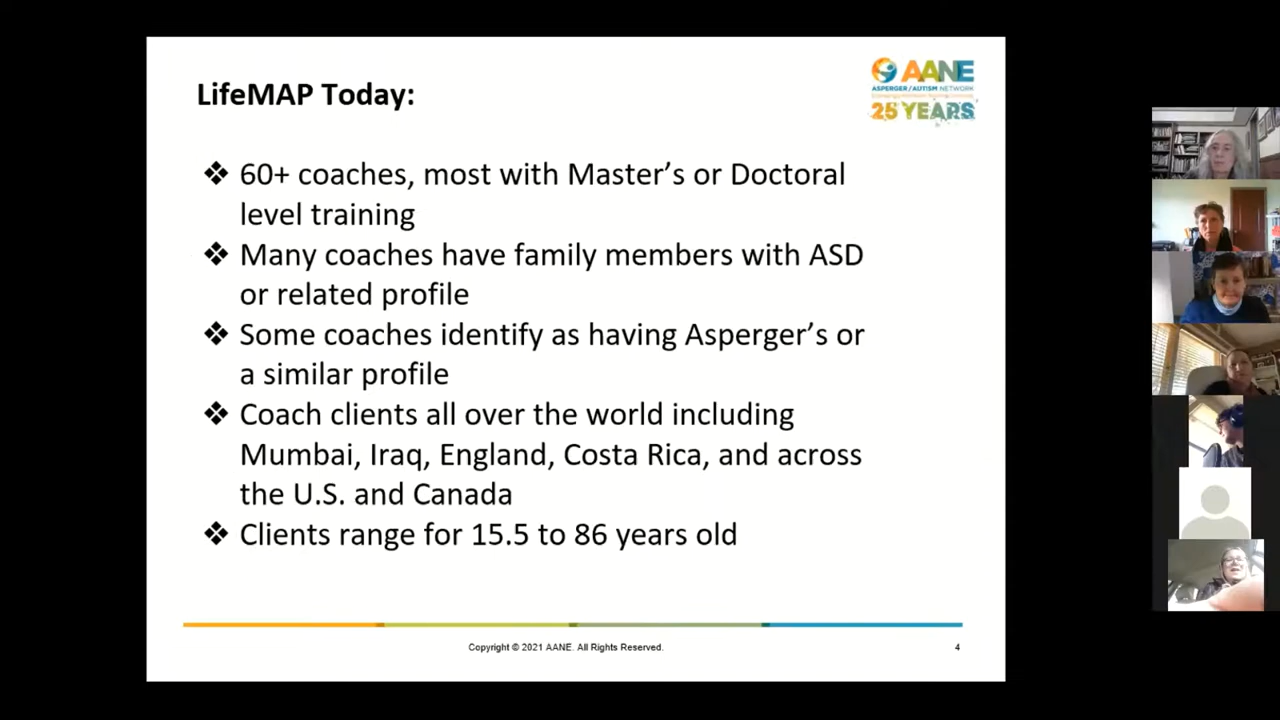 LifeMAP Today:
AANE
ASPERGER / AUTISM NETWORK
25 YEARS
❖ 60+ coaches, most with Master’s or Doctoral
level training
❖ Many coaches have family members with ASD
or related profile
❖ Some coaches identify as having Asperger’s or
a similar profile
❖ Coach clients all over the world including
Mumbai, Iraq, England, Costa Rica, and across
the U.S. and Canada
❖ Clients range for 15.5 to 86 years old
Copyright © 2021 AANE. All Rights Reserved.
4